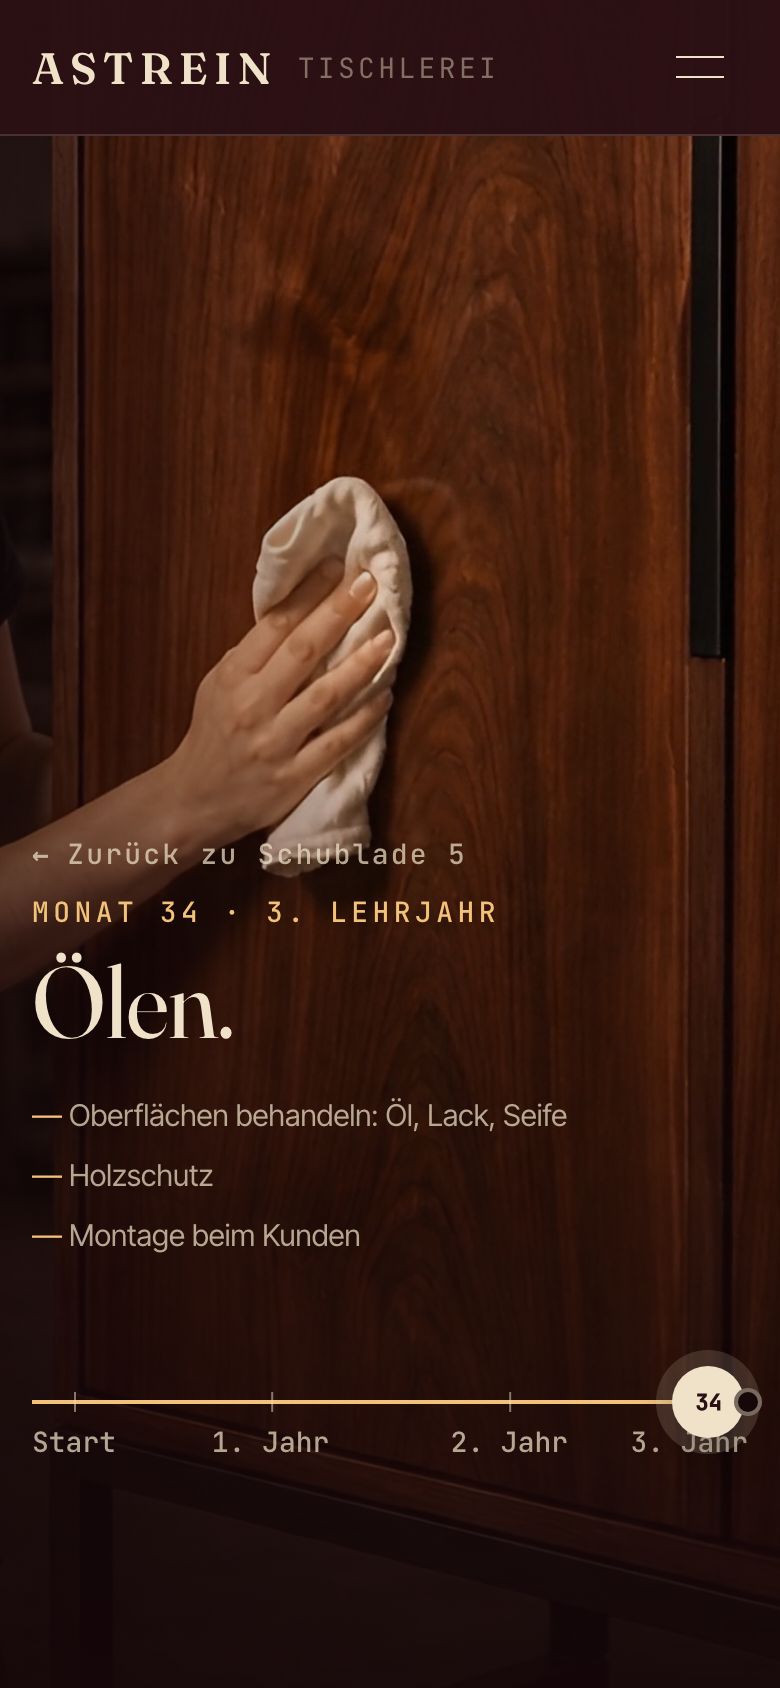 ASTREIN TISCHLEREI
← Zurück zu Schublade 5
MONAT 34 · 3. LEHRJAHR
Ölen.
— Oberflächen behandeln: Öl, Lack, Seife
— Holzschutz
— Montage beim Kunden
34
Start 1. Jahr 2. Jahr 3. Jahr